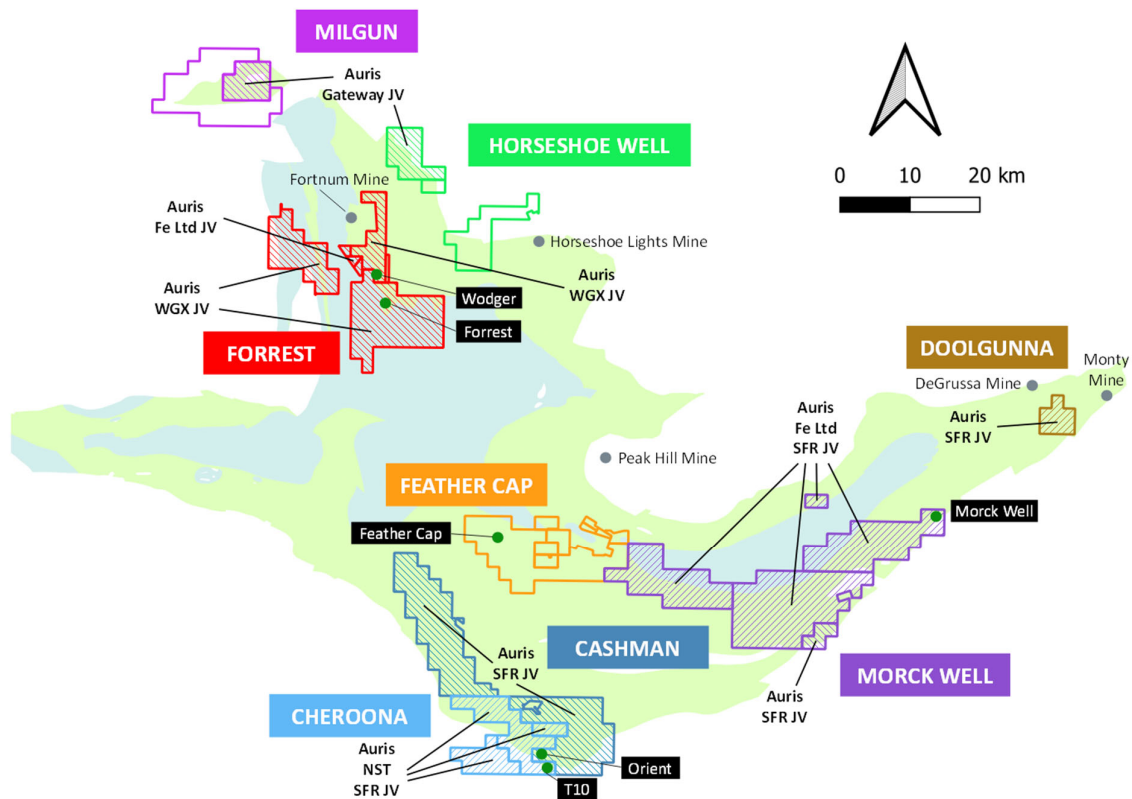 MILGUN
Auris
Gateway JV
HORSESHOE WELL
0 10 20 km
Fortnum Mine
Auris
Fe Ltd JV
Horseshoe Lights Mine
Auris
WGX JV
Auris
WGX JV
Wodger
Forrest
FORREST
DOOLGUNNA
Monty
Mine
DeGrussa Mine
Auris
Fe Ltd
SFR JV
Auris
SFR JV
Peak Hill Mine
FEATHER CAP
Feather Cap
Morck Well
CASHMAN
Auris
SFR JV
MORCK WELL
Auris
SFR JV
CHEROONA
Auris
NST
SFR JV
Orient
T10